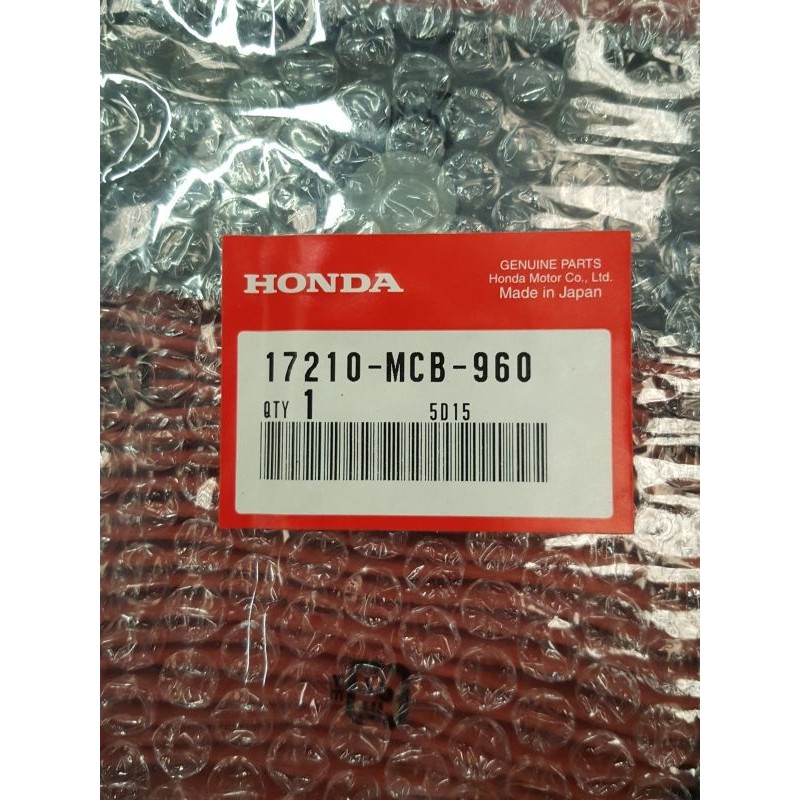 HONDA
GENUINE PARTS
Honda Motor Co., Ltd.
Made in Japan
17210-MCB-960
QTY 1 5D15